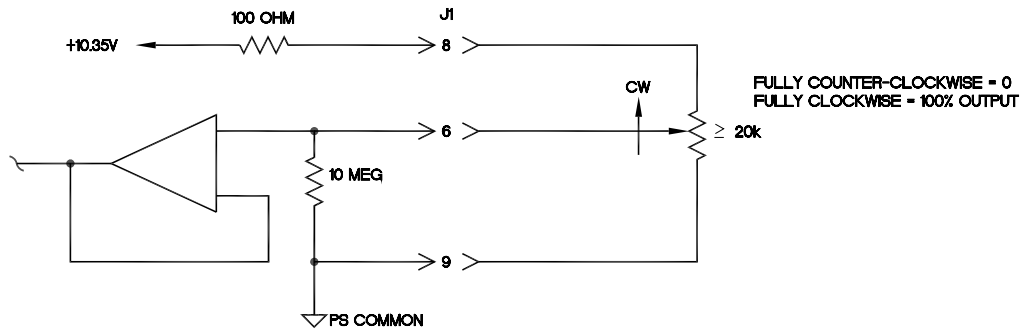 100 OHM
J1
+10.35V
8
CW
FULLY COUNTER-CLOCKWISE = 0
FULLY CLOCKWISE = 100% OUTPUT
6
≥ 20k
10 MEG
9
PS COMMON